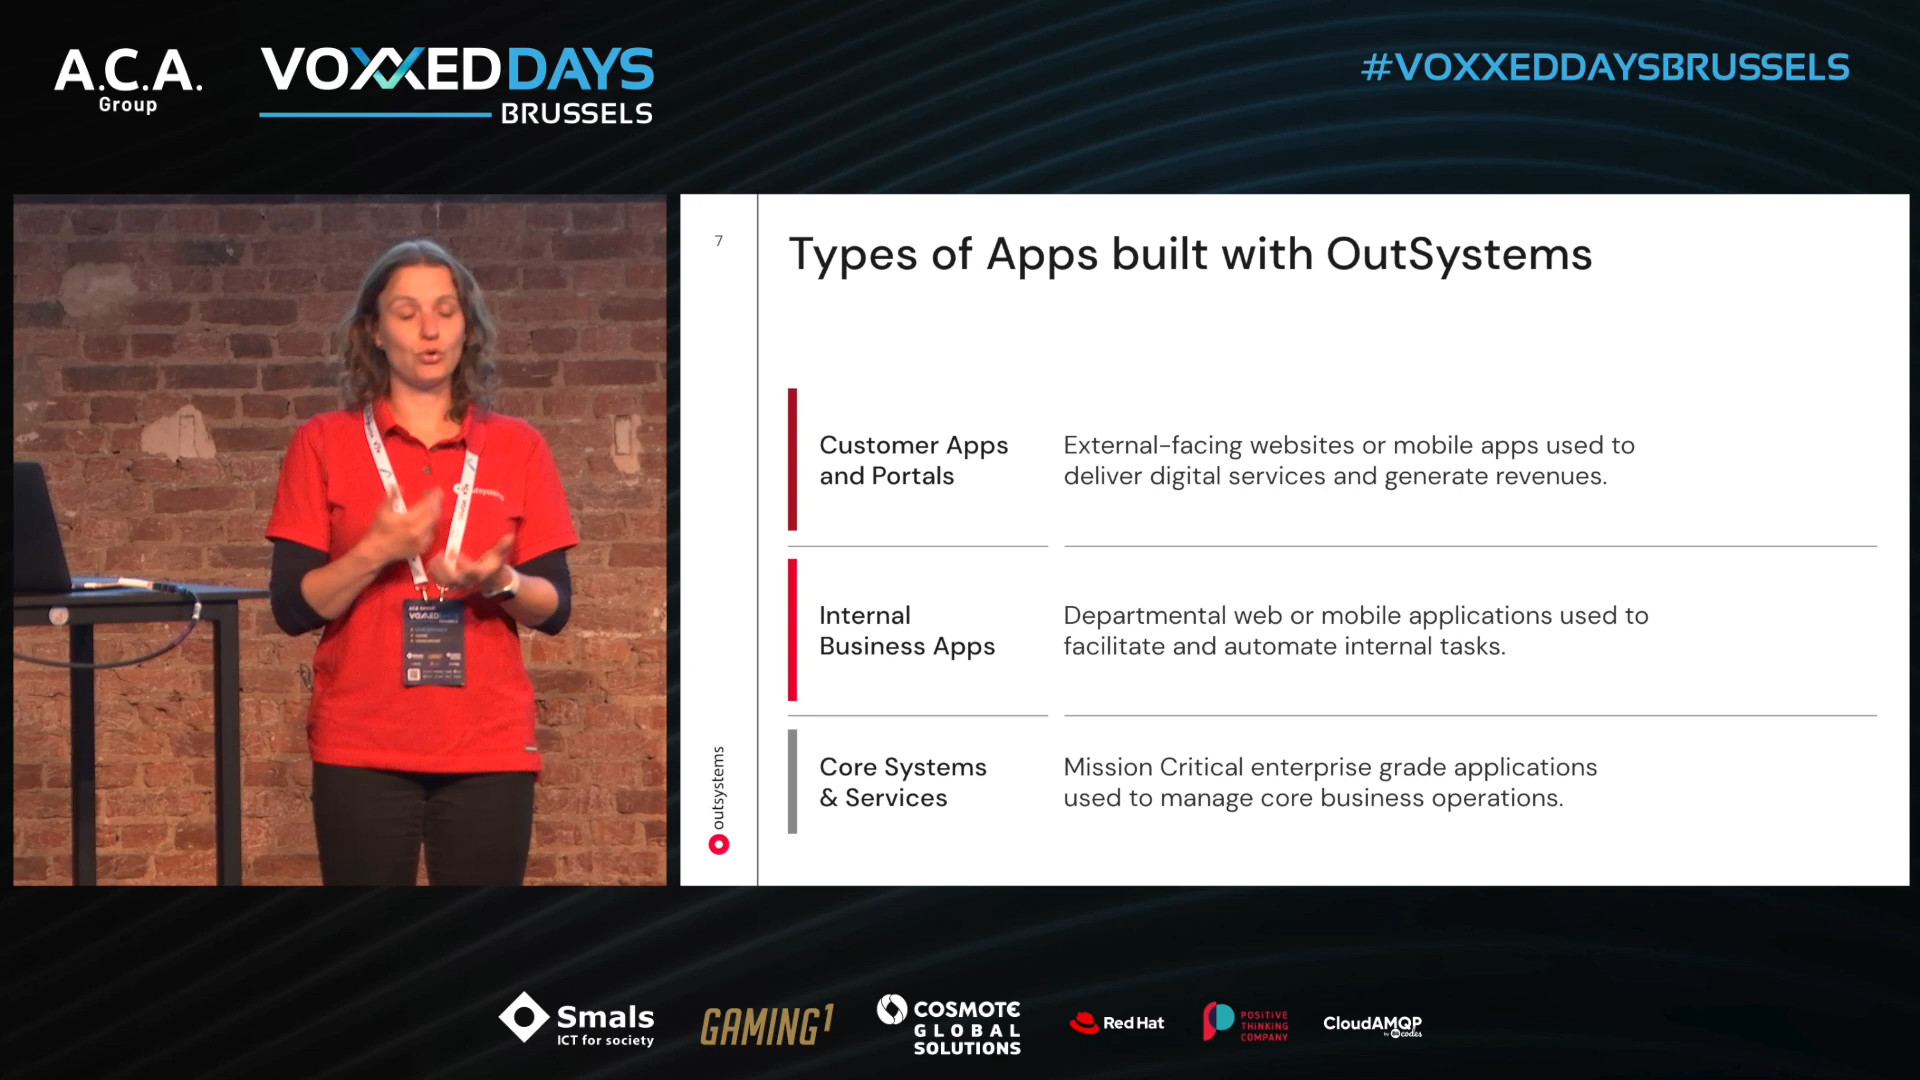 A.C.A.
Group
VOXXEDDAYS
BRUSSELS
#VOXXEDDAYSBRUSSELS
7
Types of Apps built with OutSystems
Customer Apps
and Portals
External-facing websites or mobile apps used to
deliver digital services and generate revenues.
Internal
Business Apps
Departmental web or mobile applications used to
facilitate and automate internal tasks.
Core Systems
& Services
Mission Critical enterprise grade applications
used to manage core business operations.
outsystems
outsystems
VOXXED
Smals
ICT for society
GAMING1
COSMOTE
GLOBAL
SOLUTIONS
Red Hat
POSITIVE
THINKING
COMPANY
CloudAMQP